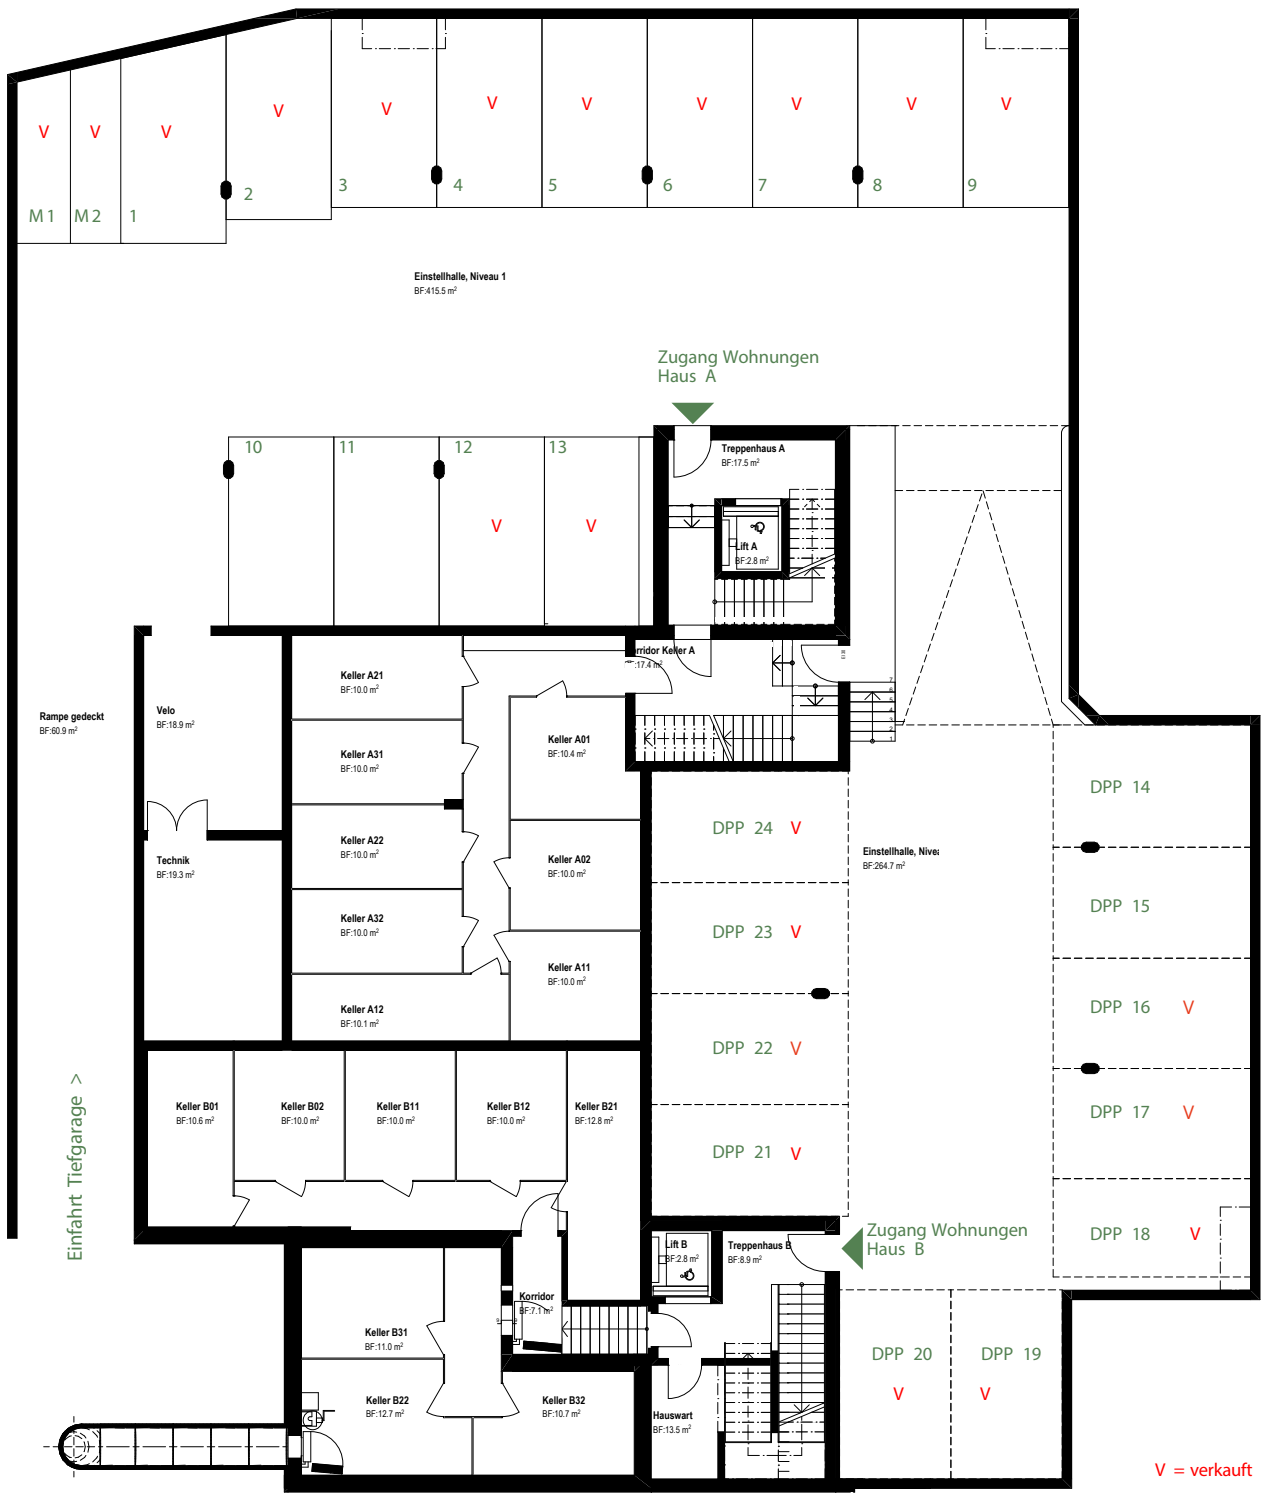 V V V V V V V V V V V
M 1 M 2 1 2 3 4 5 6 7 8 9
Einstellhalle, Niveau 1
BF:415.5 m²
Zugang Wohnungen
Haus A
10 11 12 13
V V
Treppenhaus A
BF:17.5 m²
Lift A
BF:2.8 m²
Korridor Keller A
:17.4 m²
7
6
5
4
3
2
1
Rampe gedeckt
BF:60.9 m²
Velo
BF:18.9 m²
Technik
BF:19.3 m²
Keller A21
BF:10.0 m²
Keller A31
BF:10.0 m²
Keller A22
BF:10.0 m²
Keller A32
BF:10.0 m²
Keller A12
BF:10.1 m²
Keller A01
BF:10.4 m²
Keller A02
BF:10.0 m²
Keller A11
BF:10.0 m²
DPP 24 V
DPP 23 V
DPP 22 V
DPP 21 V
Einstellhalle, Nivea
BF:264.7 m²
DPP 14
DPP 15
DPP 16 V
DPP 17 V
DPP 18 V
Einfahrt Tiefgarage >
Keller B01
BF:10.6 m²
Keller B02
BF:10.0 m²
Keller B11
BF:10.0 m²
Keller B12
BF:10.0 m²
Keller B21
BF:12.8 m²
Zugang Wohnungen
Haus B
Lift B
BF:2.8 m²
Treppenhaus B
BF:8.9 m²
Korridor
BF:7.1 m²
Keller B31
BF:11.0 m²
Keller B22
BF:12.7 m²
Keller B32
BF:10.7 m²
Hauswart
BF:13.5 m²
DPP 20 DPP 19
V V
V = verkauft